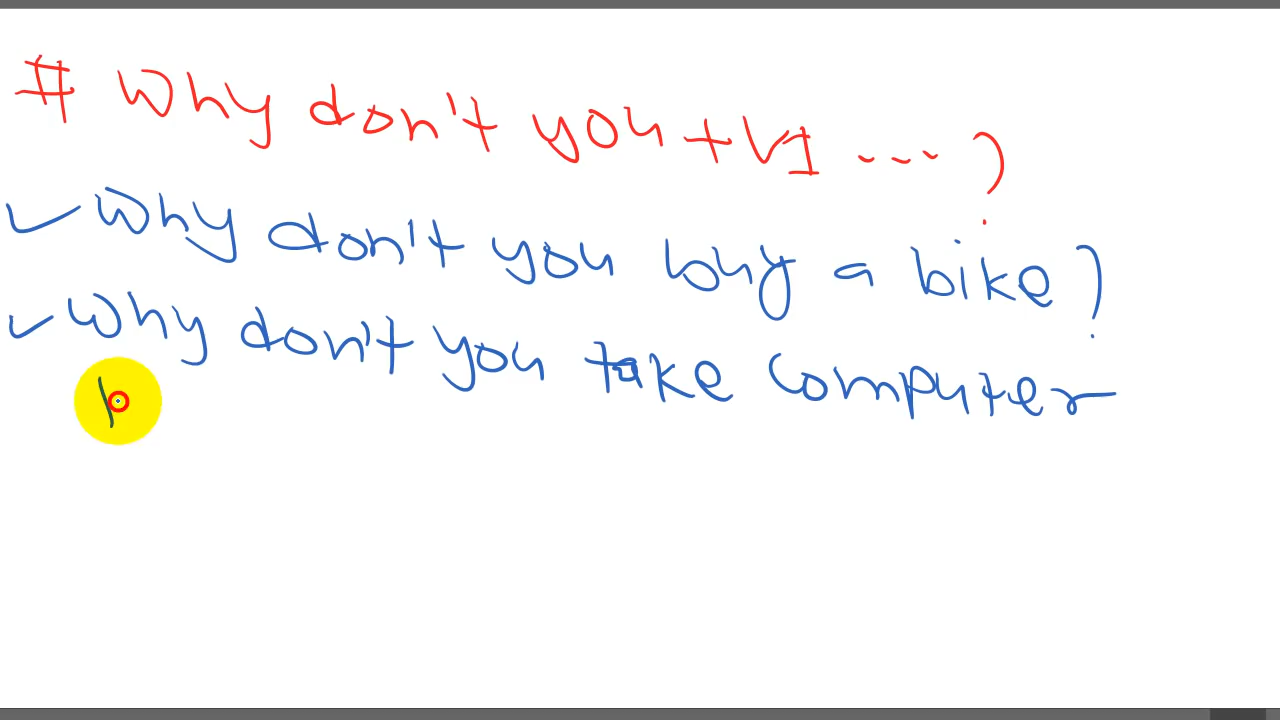 # Why don't you + V1 ... ?
✓ Why don't you buy a bike?
✓ Why don't you take computer